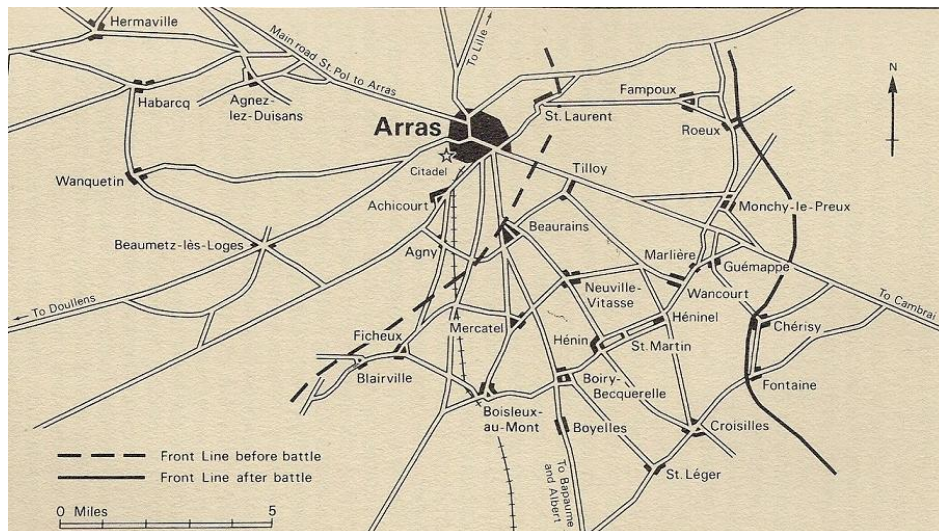 Hermaville
Main road St.Pol to Arras
To Lille →
N
Habarcq
Agnez-
lez-Duisans
Fampoux
St. Laurent
Roeux
Arras
Citadel
Tilloy
Wanquetin
Achicourt
Monchy-le-Preux
Beaurains
Beaumetz-lès-Loges
Agny
Marlière
Guémappe
Neuville-
Vitasse
Wancourt
← To Doullens
To Cambrai →
Ficheux
Mercatel
Héninel
Chérisy
Hénin
St. Martin
Blairville
Boiry-
Becquerelle
Fontaine
Boisleux-
au-Mont
Boyelles
Croisilles
Front Line before battle
To Bapaume
and Albert
St. Léger
Front Line after battle
0 Miles 5